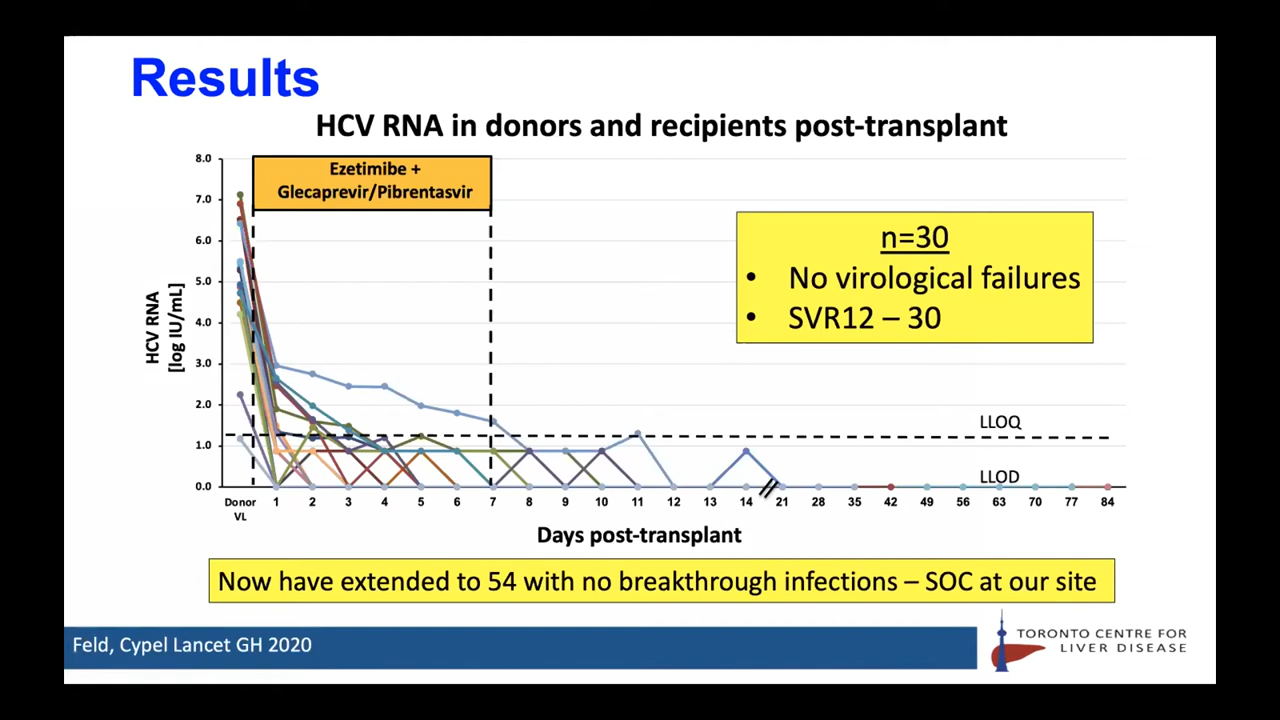 Results
HCV RNA in donors and recipients post-transplant
8.0
7.0
6.0
5.0
4.0
3.0
2.0
1.0
0.0
HCV RNA
[log IU/mL]
Ezetimibe +
Glecaprevir/Pibrentasvir
n=30
• No virological failures
• SVR12 – 30
LLOQ
LLOD
Donor VL 1 2 3 4 5 6 7 8 9 10 11 12 13 14 21 28 35 42 49 56 63 70 77 84
Days post-transplant
Now have extended to 54 with no breakthrough infections – SOC at our site
Feld, Cypel Lancet GH 2020
TORONTO CENTRE FOR
LIVER DISEASE